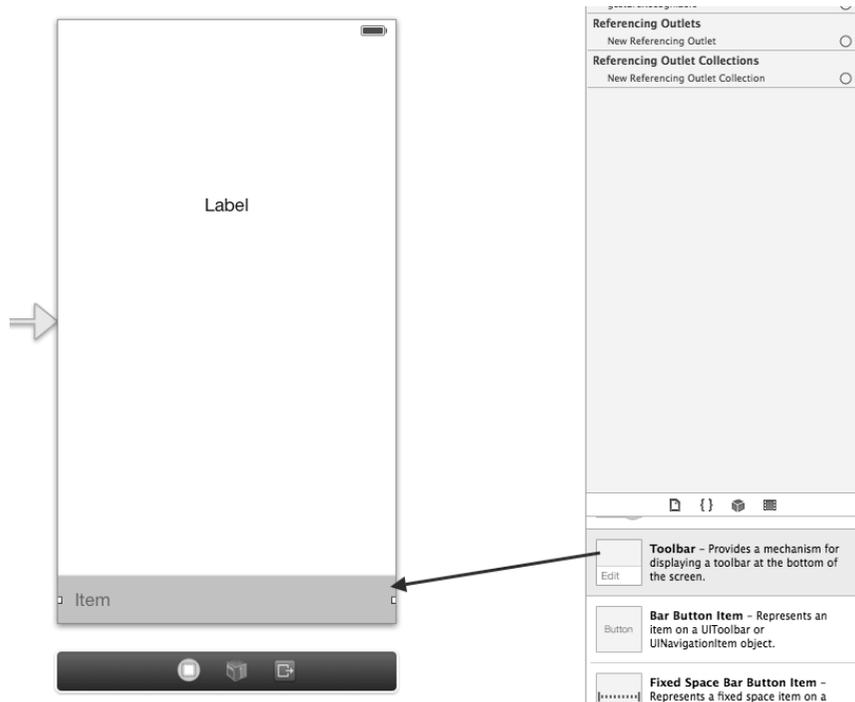 Label
Item
Referencing Outlets
New Referencing Outlet
Referencing Outlet Collections
New Referencing Outlet Collection
{ }
Edit
Toolbar – Provides a mechanism for
displaying a toolbar at the bottom of
the screen.
Button
Bar Button Item – Represents an
item on a UIToolbar or
UINavigationItem object.
Fixed Space Bar Button Item –
Represents a fixed space item on a